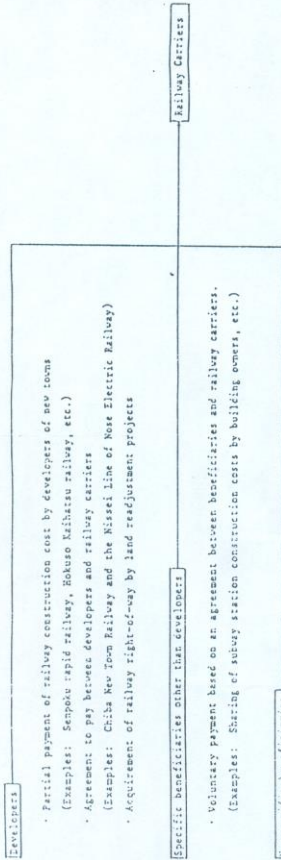 Developers
· Partial payment of railway construction cost by developers of new towns
(Examples: Senpoku rapid railway, Hokuso Kaihatsu railway, etc.)
· Agreement to pay between developers and railway carriers
(Examples: Chiba New Town Railway and the Nissei Line of Nose Electric Railway)
· Acquirement of railway right-of-way by land readjustment projects
Specific beneficiaries other than developers
Railway Carriers
· Voluntary payment based on an agreement between beneficiaries and railway carriers.
(Examples: Sharing of subway station construction costs by building owners, etc.)